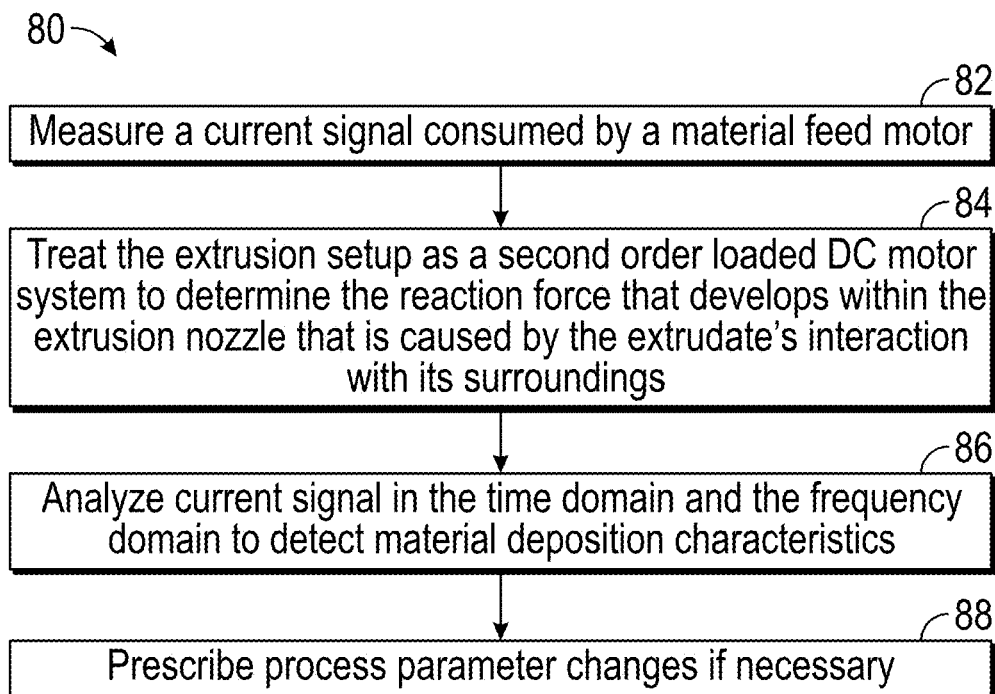 80
82
Measure a current signal consumed by a material feed motor
84
Treat the extrusion setup as a second order loaded DC motor
system to determine the reaction force that develops within the
extrusion nozzle that is caused by the extrudate's interaction
with its surroundings
86
Analyze current signal in the time domain and the frequency
domain to detect material deposition characteristics
88
Prescribe process parameter changes if necessary